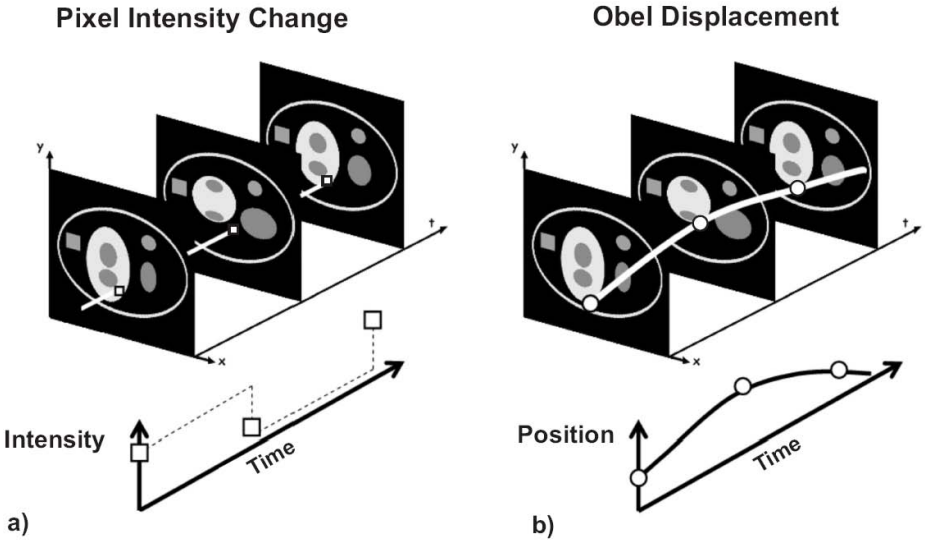 Pixel Intensity Change
Obel Displacement
y
t
x
y
t
x
Intensity
Time
a)
Position
Time
b)